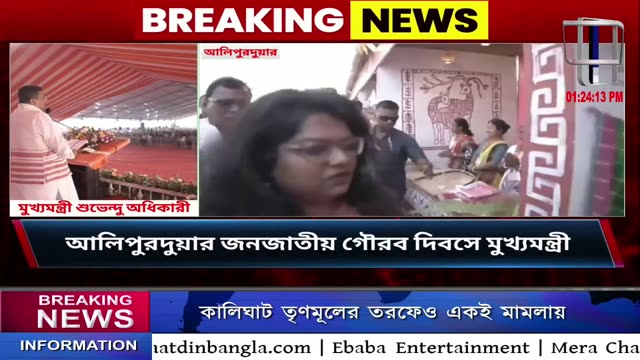 BREAKING NEWS
আলিপুরদুয়ার
01:24:13 PM
মুখ্যমন্ত্রী শুভেন্দু অধিকারী
আলিপুরদুয়ার জনজাতীয় গৌরব দিবসে মুখ্যমন্ত্রী
BREAKING
NEWS
INFORMATION
কালিঘাট তৃণমূলের তরফেও একই মামলায়
hatdinbangla.com | Ebaba Entertainment | Mera Cha